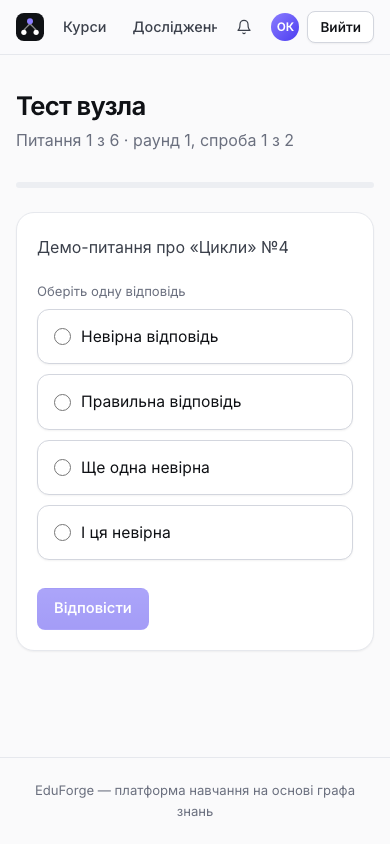 Курси
Дослідженн
ОК
Вийти
Тест вузла
Питання 1 з 6 · раунд 1, спроба 1 з 2
Демо-питання про «Цикли» №4
Оберіть одну відповідь
Невірна відповідь
Правильна відповідь
Ще одна невірна
І ця невірна
Відповісти
EduForge — платформа навчання на основі графа
знань